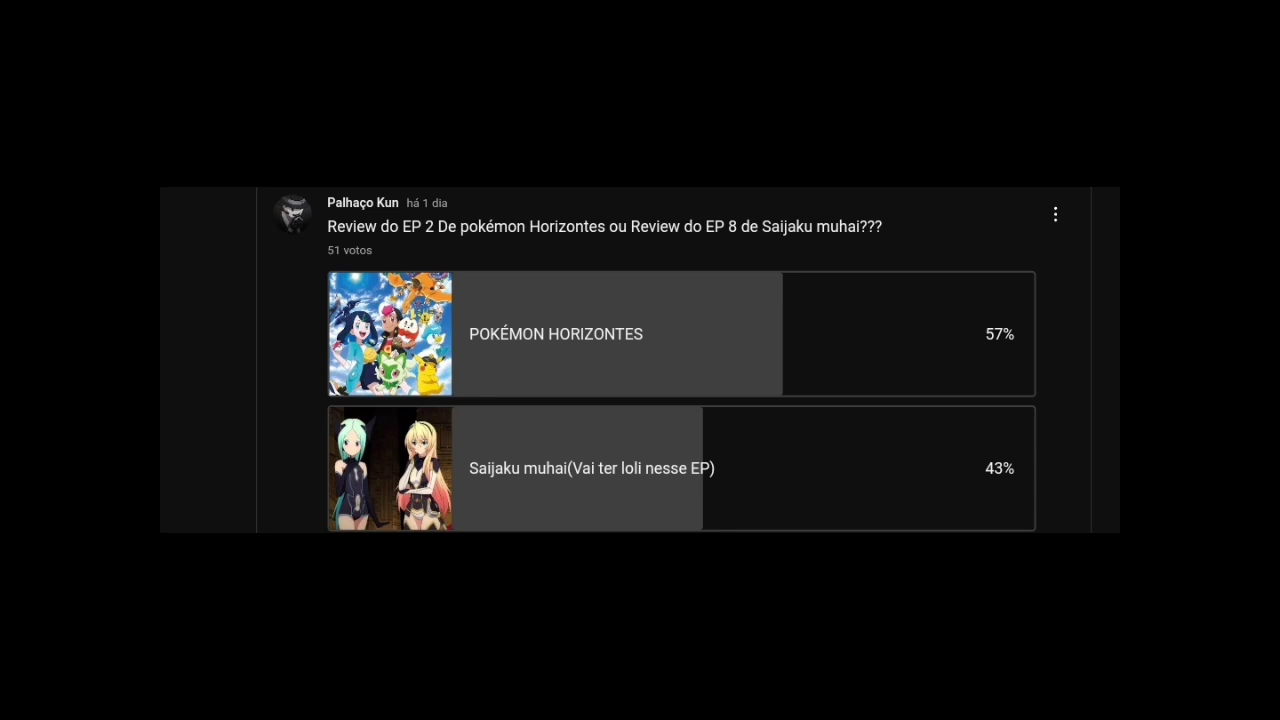 Palhaço Kun há 1 dia
Review do EP 2 De pokémon Horizontes ou Review do EP 8 de Saijaku muhai???
51 votos
POKÉMON HORIZONTES 57%
Saijaku muhai(Vai ter loli nesse EP) 43%